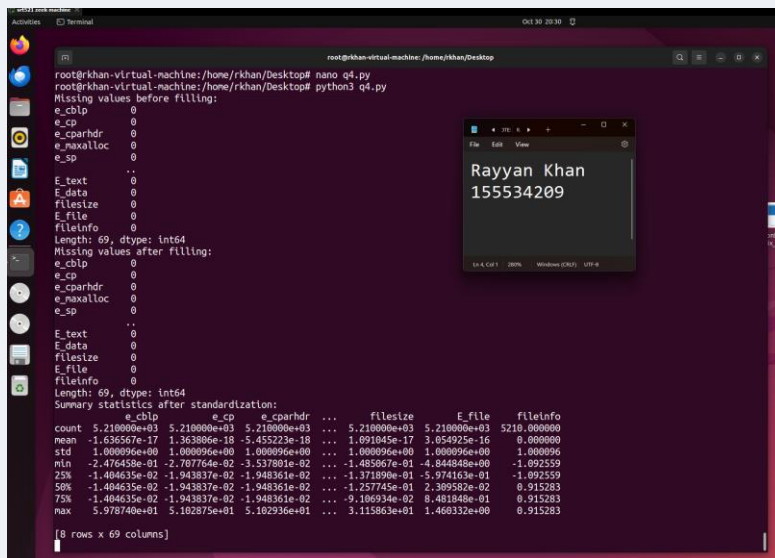 srt521 zeek machine
Activities
Terminal
Oct 30 20:30
root@rkhan-virtual-machine: /home/rkhan/Desktop
root@rkhan-virtual-machine:/home/rkhan/Desktop# nano q4.py
root@rkhan-virtual-machine:/home/rkhan/Desktop# python3 q4.py
Missing values before filling:
e_cblp 0
e_cp 0
e_cparhdr 0
e_maxalloc 0
e_sp 0
..
E_text 0
E_data 0
filesize 0
E_file 0
fileinfo 0
Length: 69, dtype: int64
Missing values after filling:
e_cblp 0
e_cp 0
e_cparhdr 0
e_maxalloc 0
e_sp 0
..
E_text 0
E_data 0
filesize 0
E_file 0
fileinfo 0
Length: 69, dtype: int64
Summary statistics after standardization:
e_cblp e_cp e_cparhdr ... filesize E_file fileinfo
count 5.210000e+03 5.210000e+03 5.210000e+03 ... 5.210000e+03 5.210000e+03 5210.000000
mean -1.636567e-17 1.363806e-18 -5.455223e-18 ... 1.091045e-17 3.054925e-16 0.000000
std 1.000096e+00 1.000096e+00 1.000096e+00 ... 1.000096e+00 1.000096e+00 1.000096
min -2.476458e-01 -2.707764e-02 -3.537801e-02 ... -1.485067e-01 -4.844848e+00 -1.092559
25% -1.404635e-02 -1.943837e-02 -1.948361e-02 ... -1.371890e-01 -5.974163e-01 -1.092559
50% -1.404635e-02 -1.943837e-02 -1.948361e-02 ... -1.257745e-01 2.309582e-02 0.915283
75% -1.404635e-02 -1.943837e-02 -1.948361e-02 ... -9.106934e-02 8.481848e-01 0.915283
max 5.978740e+01 5.102875e+01 5.102936e+01 ... 3.115863e+01 1.460332e+00 0.915283
[8 rows x 69 columns]
File Edit View
Rayyan Khan
155534209
Ln 4, Col 1 280% Windows (CRLF) UTF-8